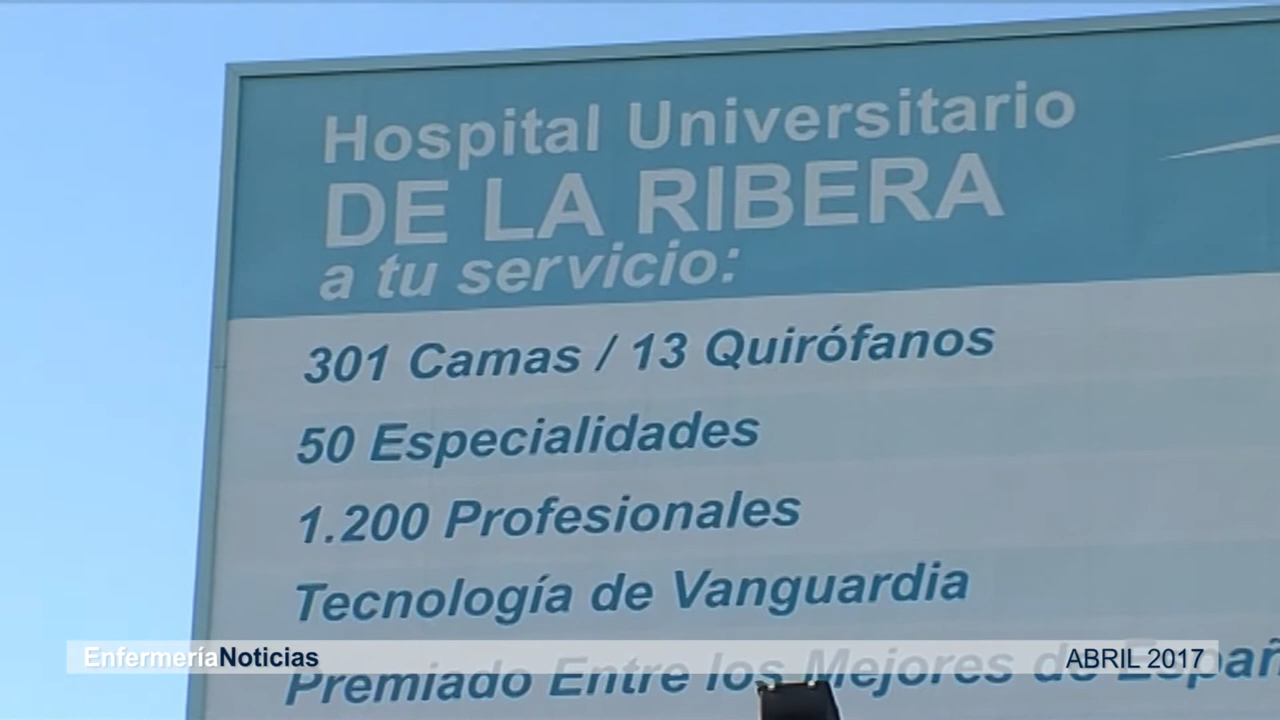 Hospital Universitario
DE LA RIBERA
a tu servicio:
301 Camas / 13 Quirófanos
50 Especialidades
1.200 Profesionales
Tecnología de Vanguardia
Premiado Entre los Mejores de Españ
EnfermeríaNoticias
ABRIL 2017